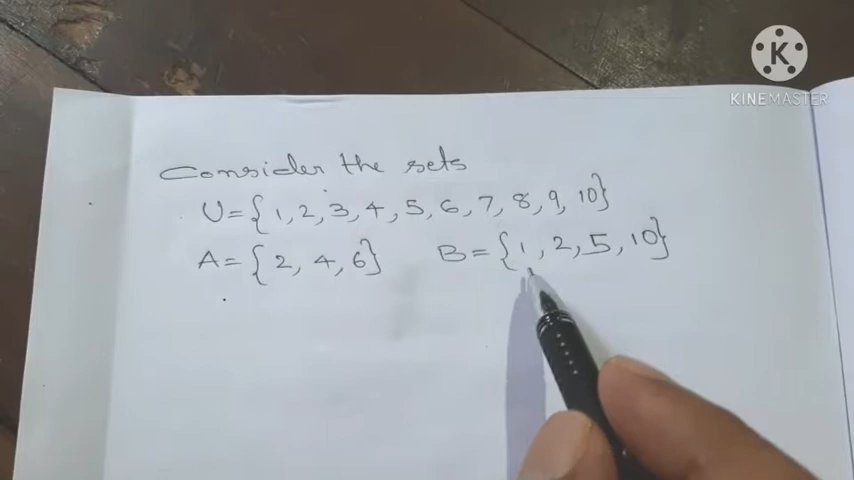 K
KINEMASTER
Consider the sets
U={1,2,3,4,5,6,7,8,9,10}
A={2,4,6} B={1,2,5,10}